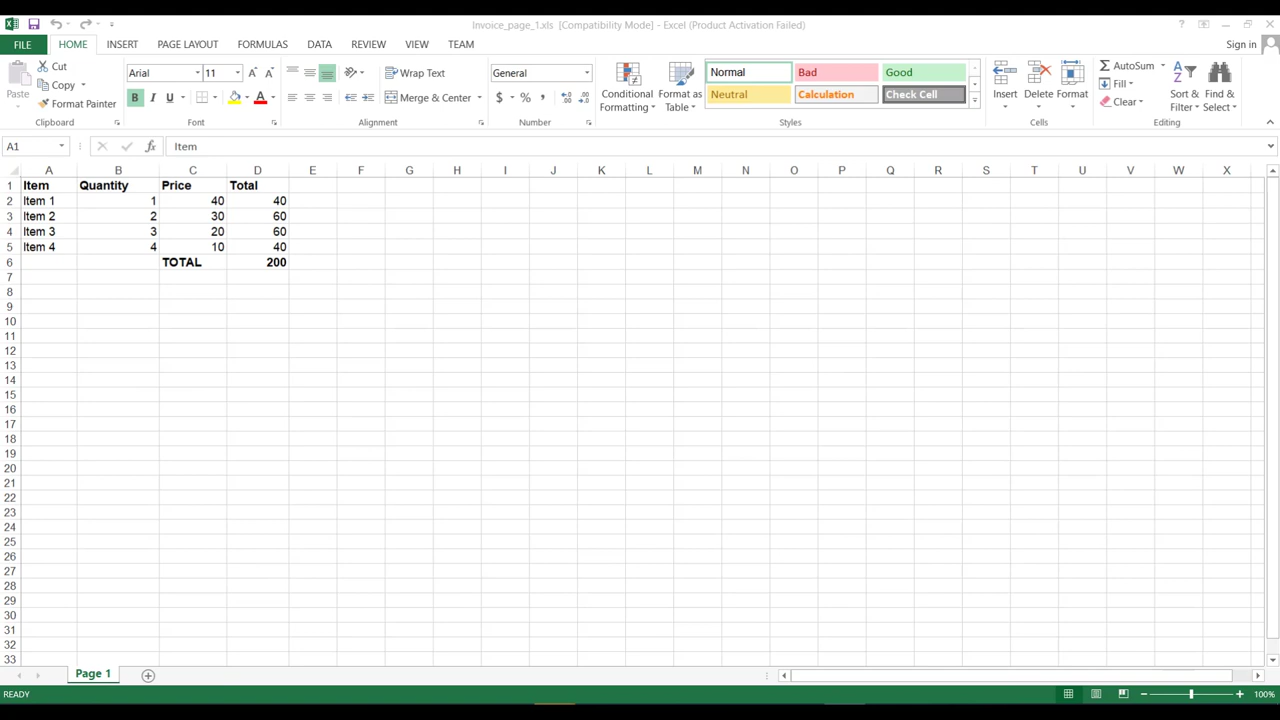 Invoice_page_1.xls [Compatibility Mode] - Excel (Product Activation Failed)
FILE HOME INSERT PAGE LAYOUT FORMULAS DATA REVIEW VIEW TEAM Sign in
Paste
Cut
Copy
Format Painter
Clipboard
Arial 11
B I U A
Font
Wrap Text
Merge & Center
Alignment
General
$ % ,
Number
Conditional Formatting
Format as Table
Normal Bad Good
Neutral Calculation Check Cell
Styles
Insert Delete Format
Cells
AutoSum
Fill
Clear
Sort & Filter
Find & Select
Editing
A1 fx Item
A B C D E F G H I J K L M N O P Q R S T U V W X
1 Item Quantity Price Total
2 Item 1 1 40 40
3 Item 2 2 30 60
4 Item 3 3 20 60
5 Item 4 4 10 40
6 TOTAL 200
7
8
9
10
11
12
13
14
15
16
17
18
19
20
21
22
23
24
25
26
27
28
29
30
31
32
33
Page 1
READY 100%